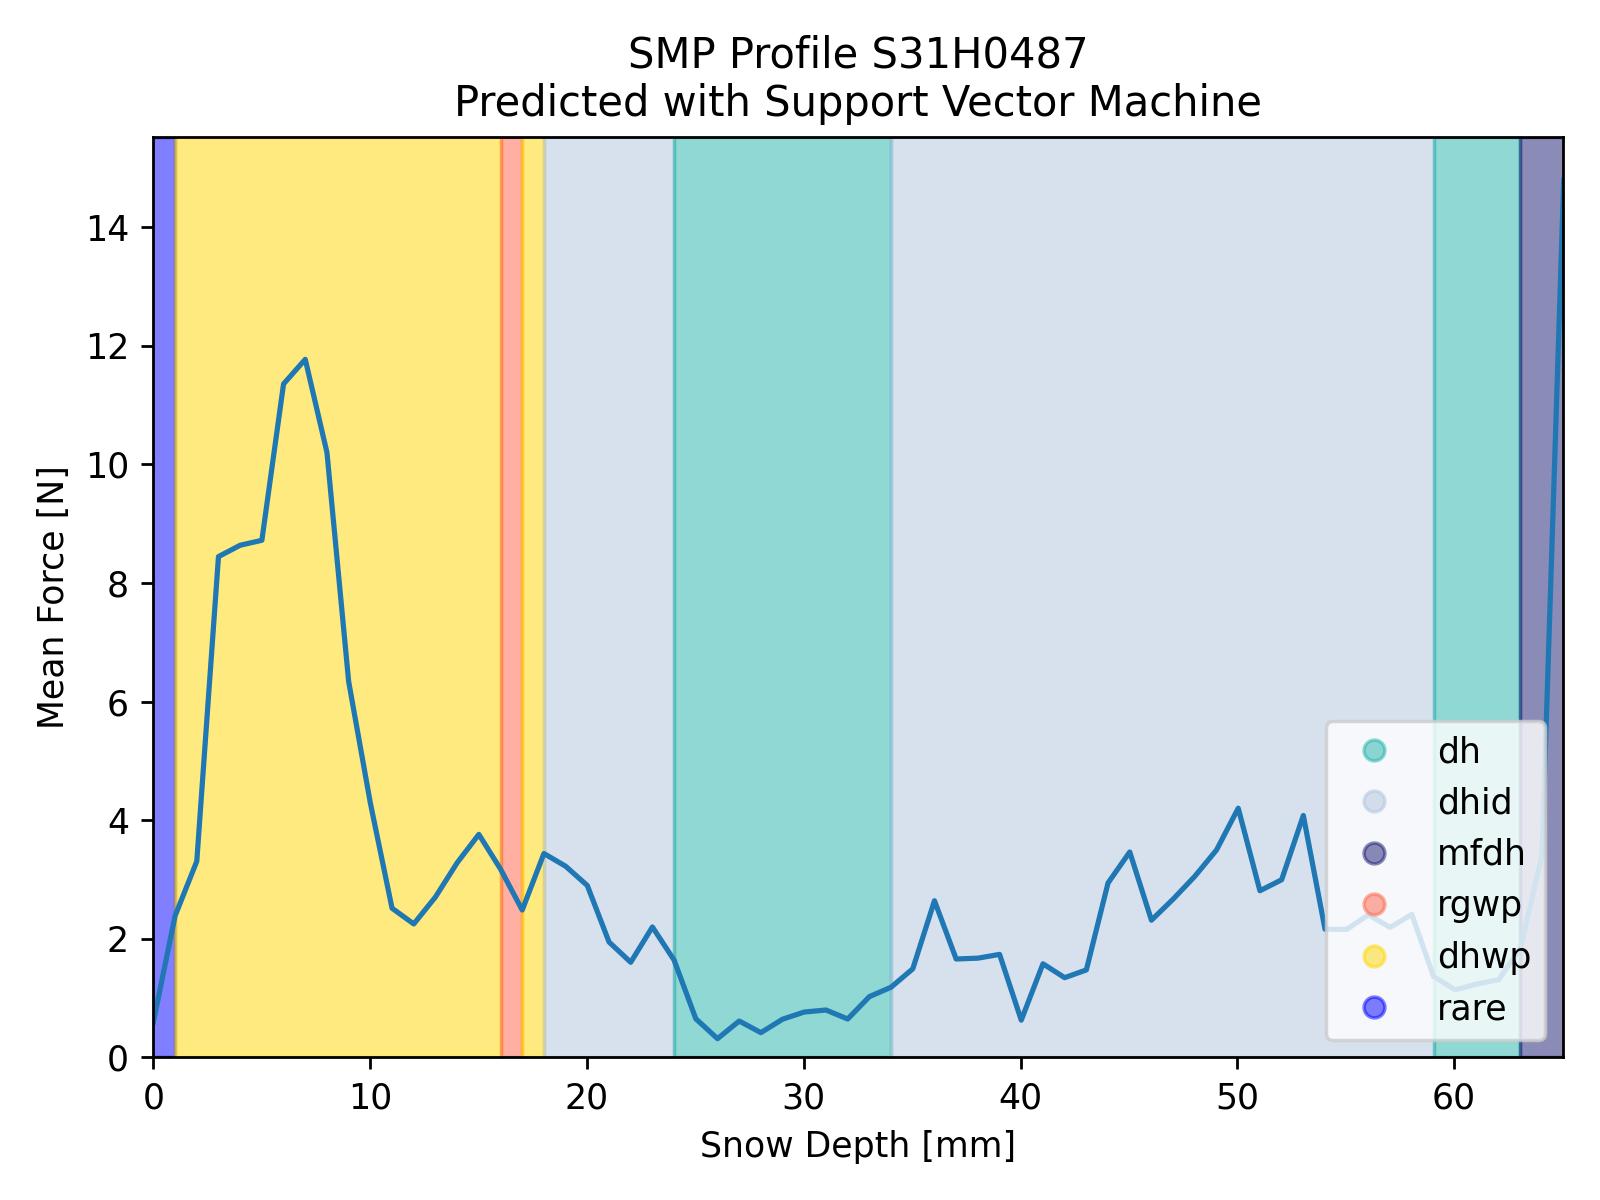 SMP Profile S31H0487
Predicted with Support Vector Machine
Mean Force [N]
14
12
10
8
6
4
2
0
dh
dhid
mfdh
rgwp
dhwp
rare
0 10 20 30 40 50 60
Snow Depth [mm]